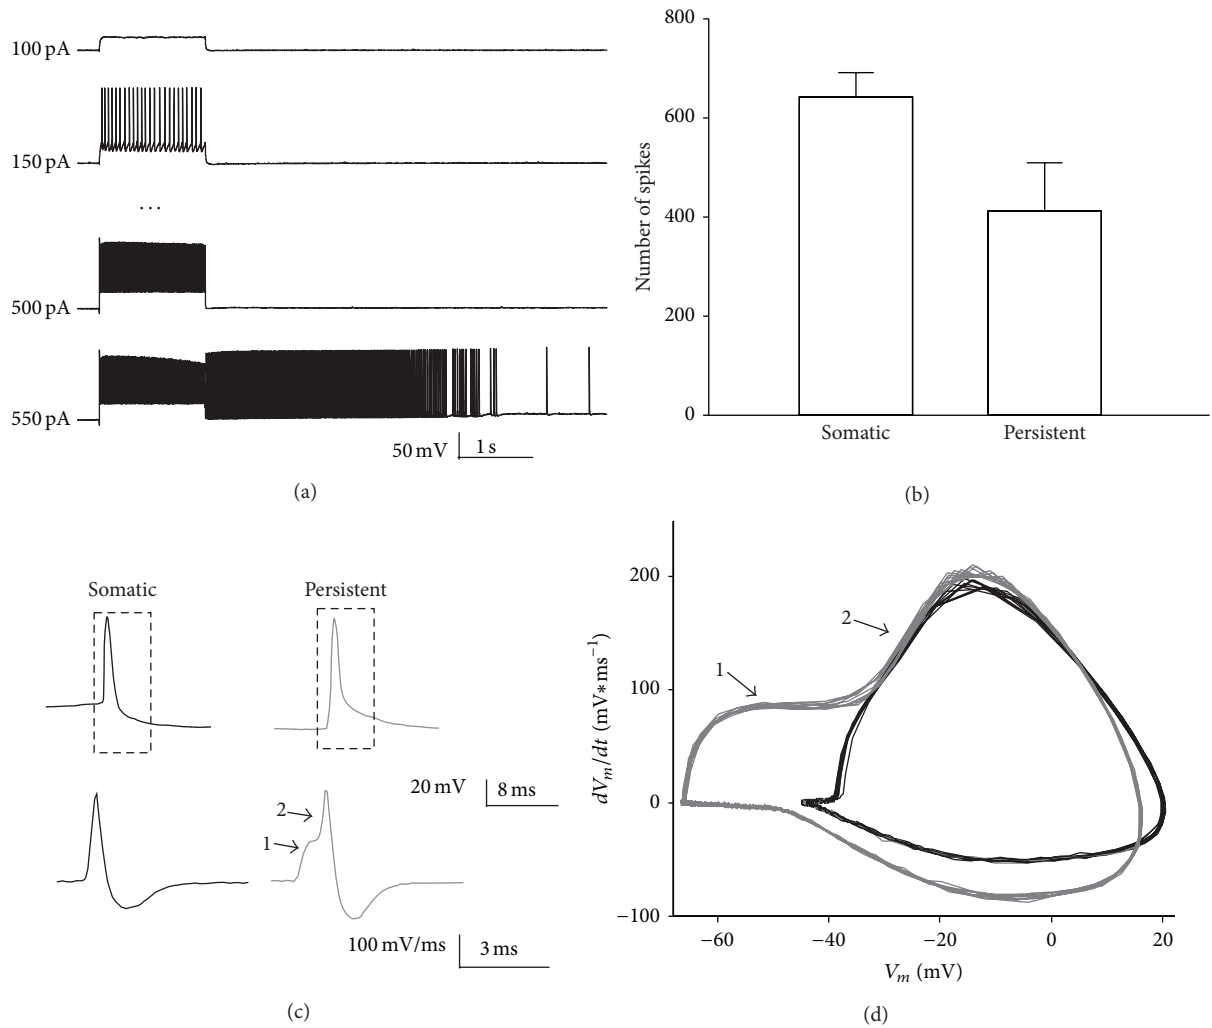 100 pA
150 pA
...
500 pA
550 pA
50 mV
1 s
(a)
800
600
400
200
0
Number of spikes
Somatic
Persistent
(b)
Somatic
Persistent
20 mV
8 ms
2
1
100 mV/ms
3 ms
(c)
200
100
0
−100
dVm/dt (mV∗ms⁻¹)
1
2
−60
−40
−20
0
20
Vm (mV)
(d)